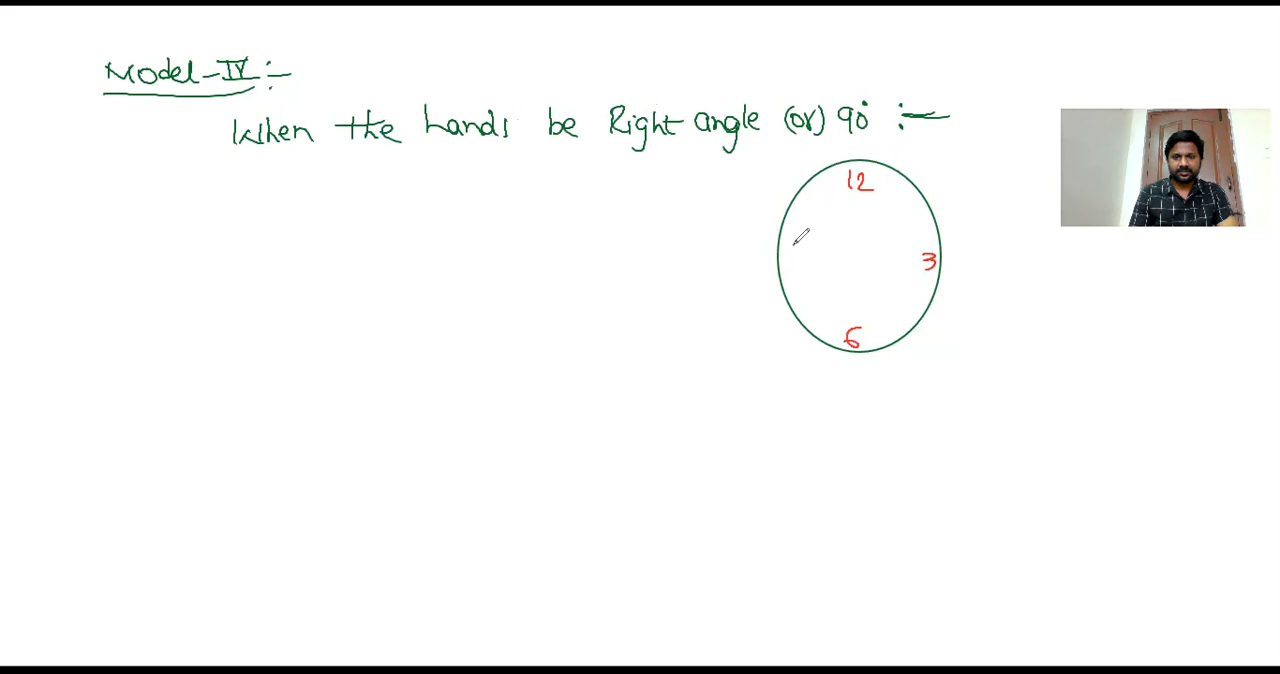 Model-IV :-
When the hands be Right angle (or) 90° :-
12
3
6